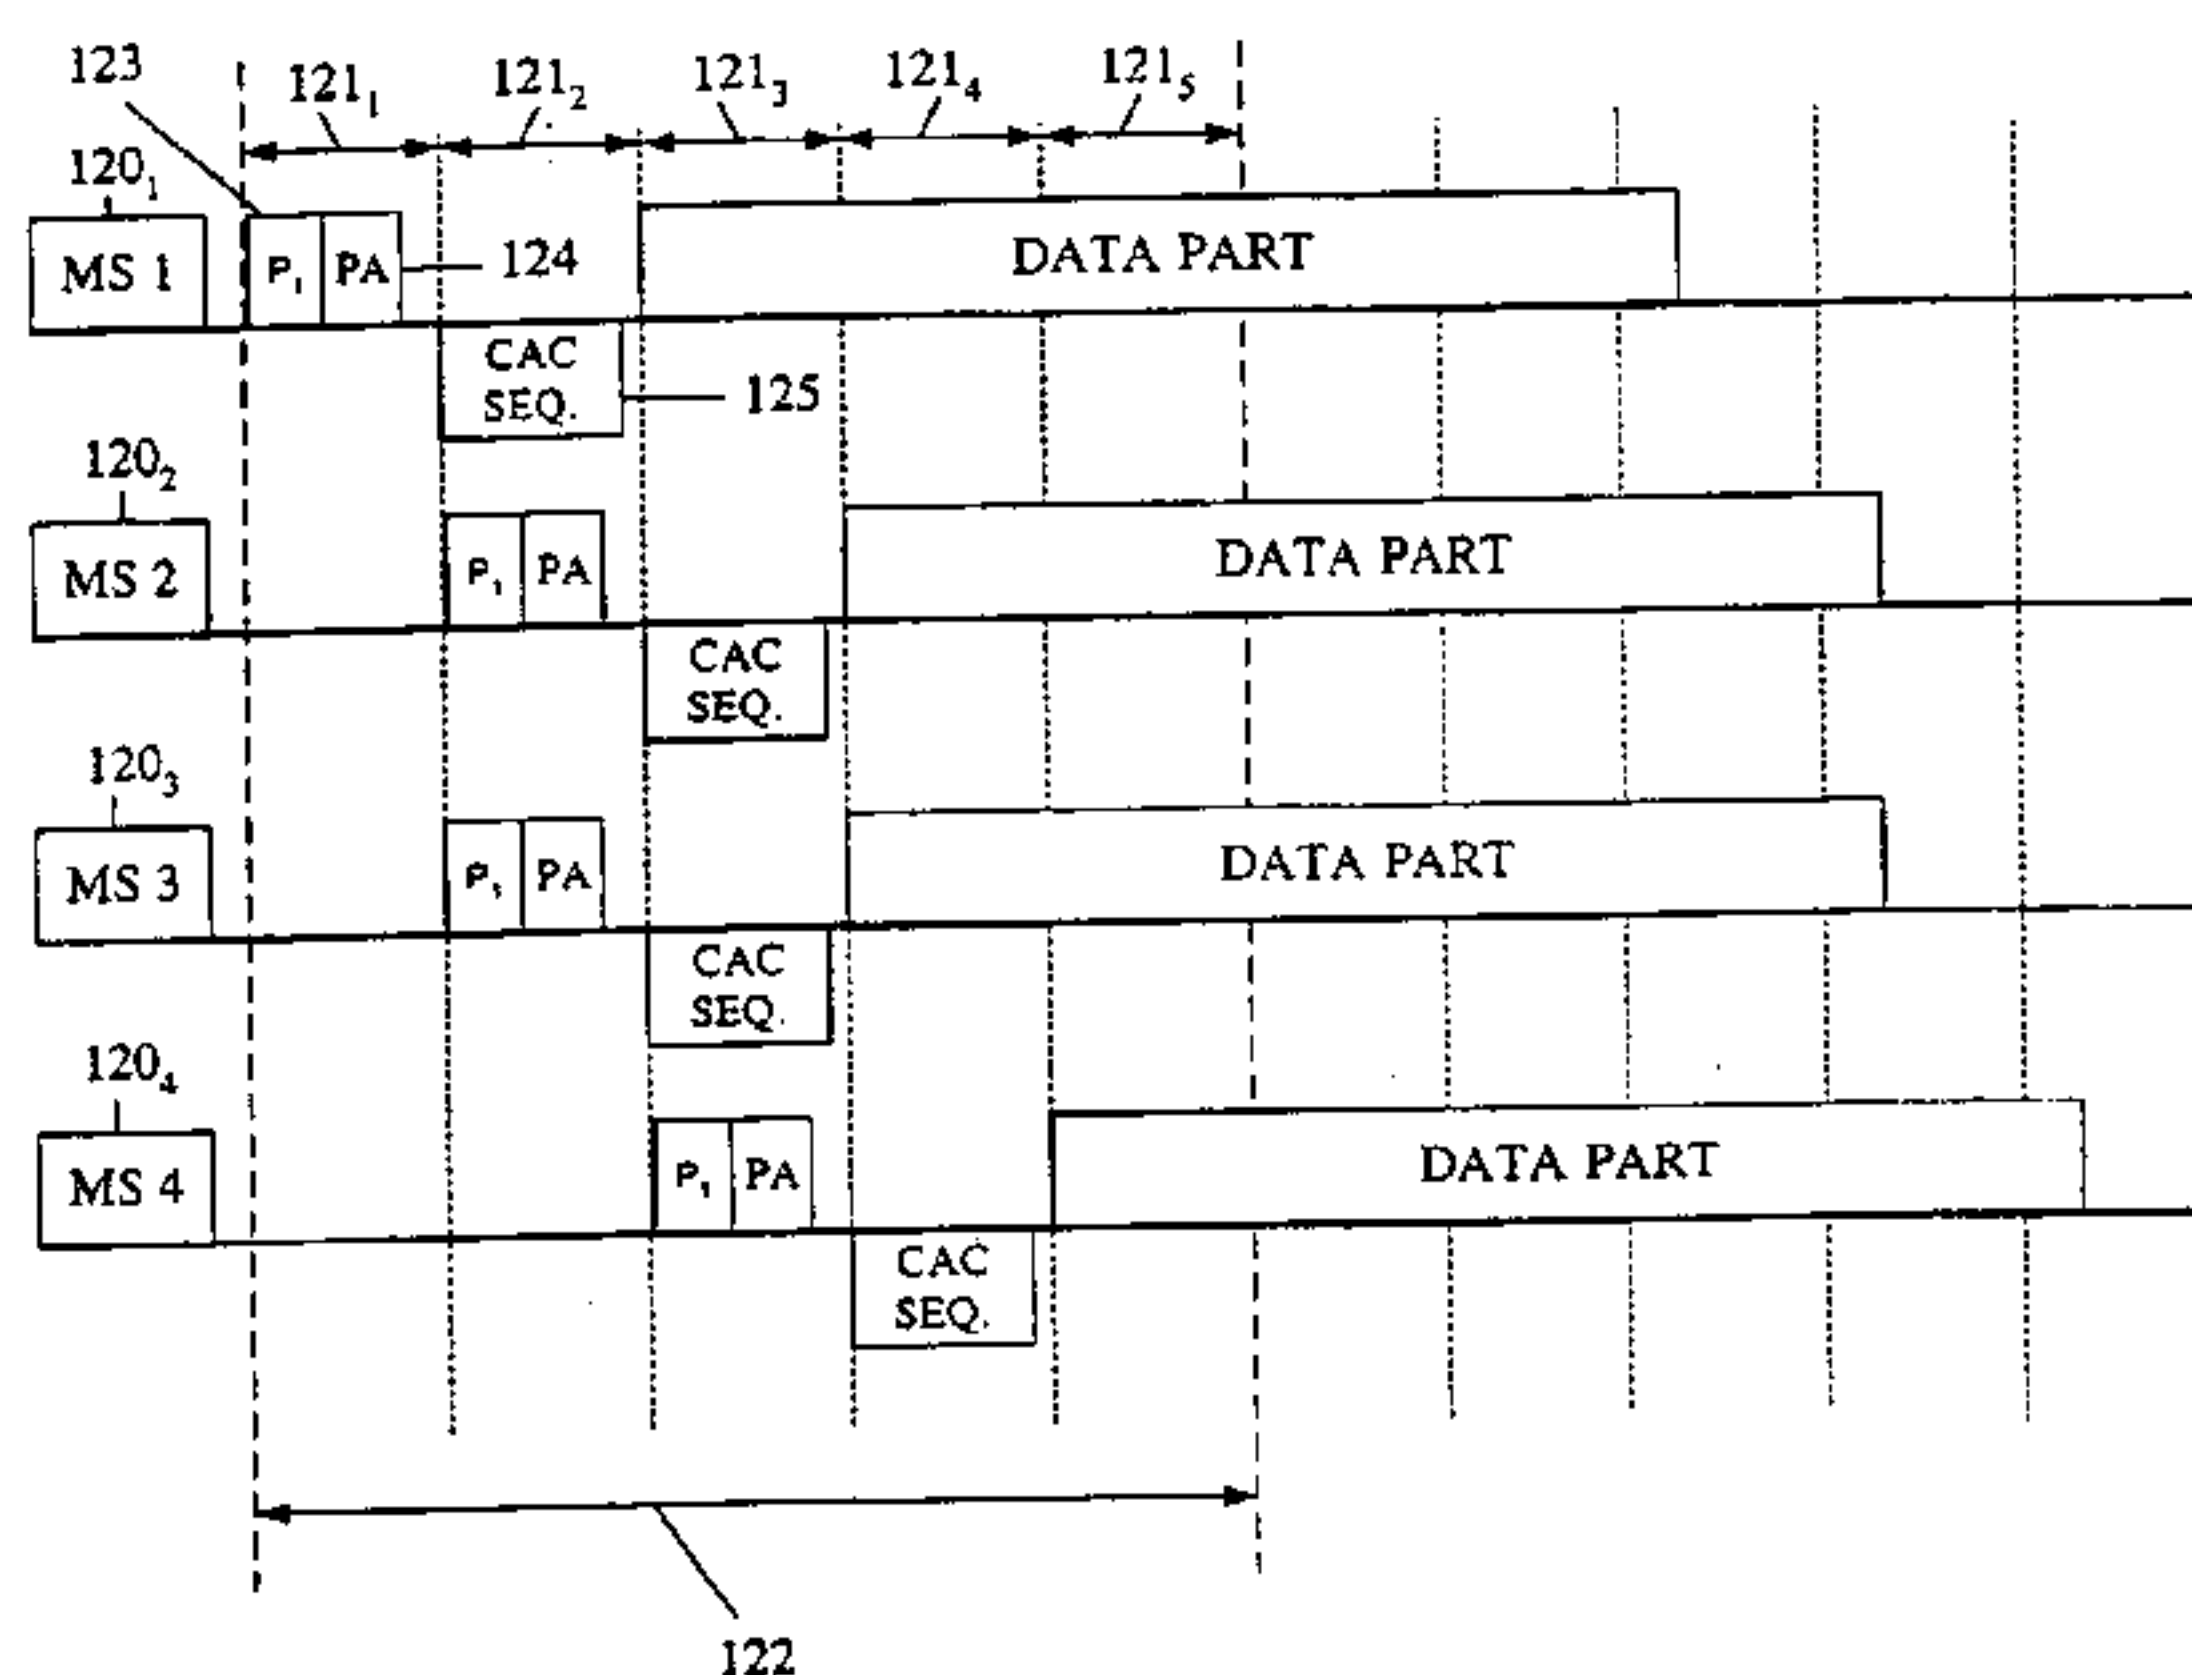 123
121₁
121₂
121₃
121₄
121₅
120₁
MS 1
P₁
PA
124
DATA PART
CAC
SEQ.
125
120₂
MS 2
P₁
PA
DATA PART
CAC
SEQ.
120₃
MS 3
P₁
PA
DATA PART
CAC
SEQ.
120₄
MS 4
P₁
PA
DATA PART
CAC
SEQ.
122